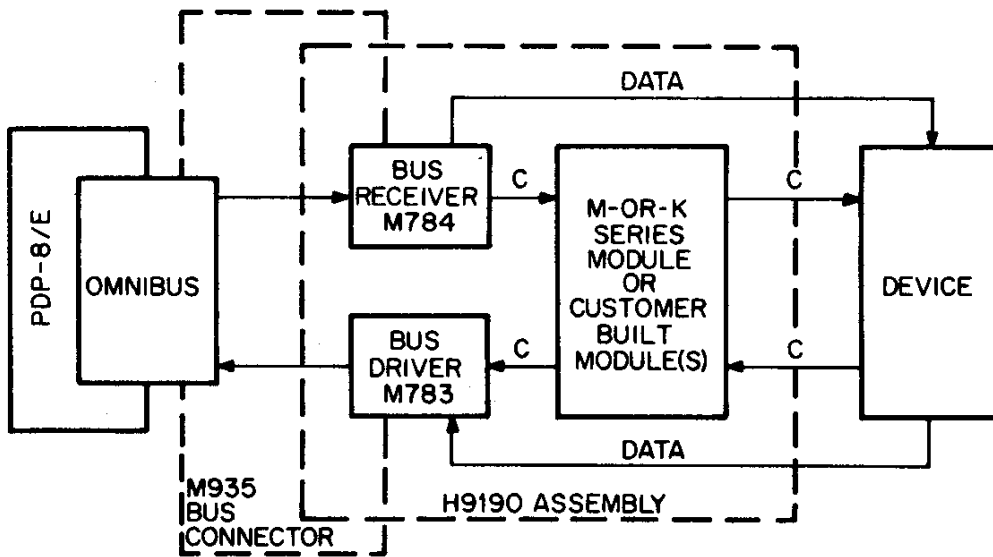 DATA
PDP-8/E
OMNIBUS
BUS
RECEIVER
M784
C
M-OR-K
SERIES
MODULE
OR
CUSTOMER
BUILT
MODULE(S)
C
DEVICE
BUS
DRIVER
M783
C
C
DATA
M935
BUS
CONNECTOR
H9190 ASSEMBLY